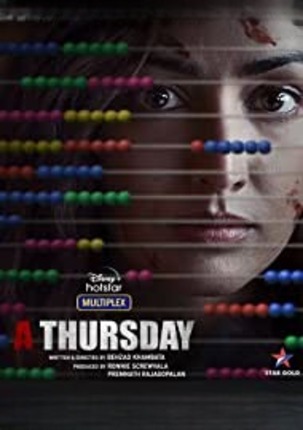 Disney+
hotstar
MULTIPLEX
A THURSDAY
WRITTEN & DIRECTED BY BEHZAD KHAMBATA
PRODUCED BY RONNIE SCREWVALA
PREMNATH RAJAGOPALAN
STAR GOLD